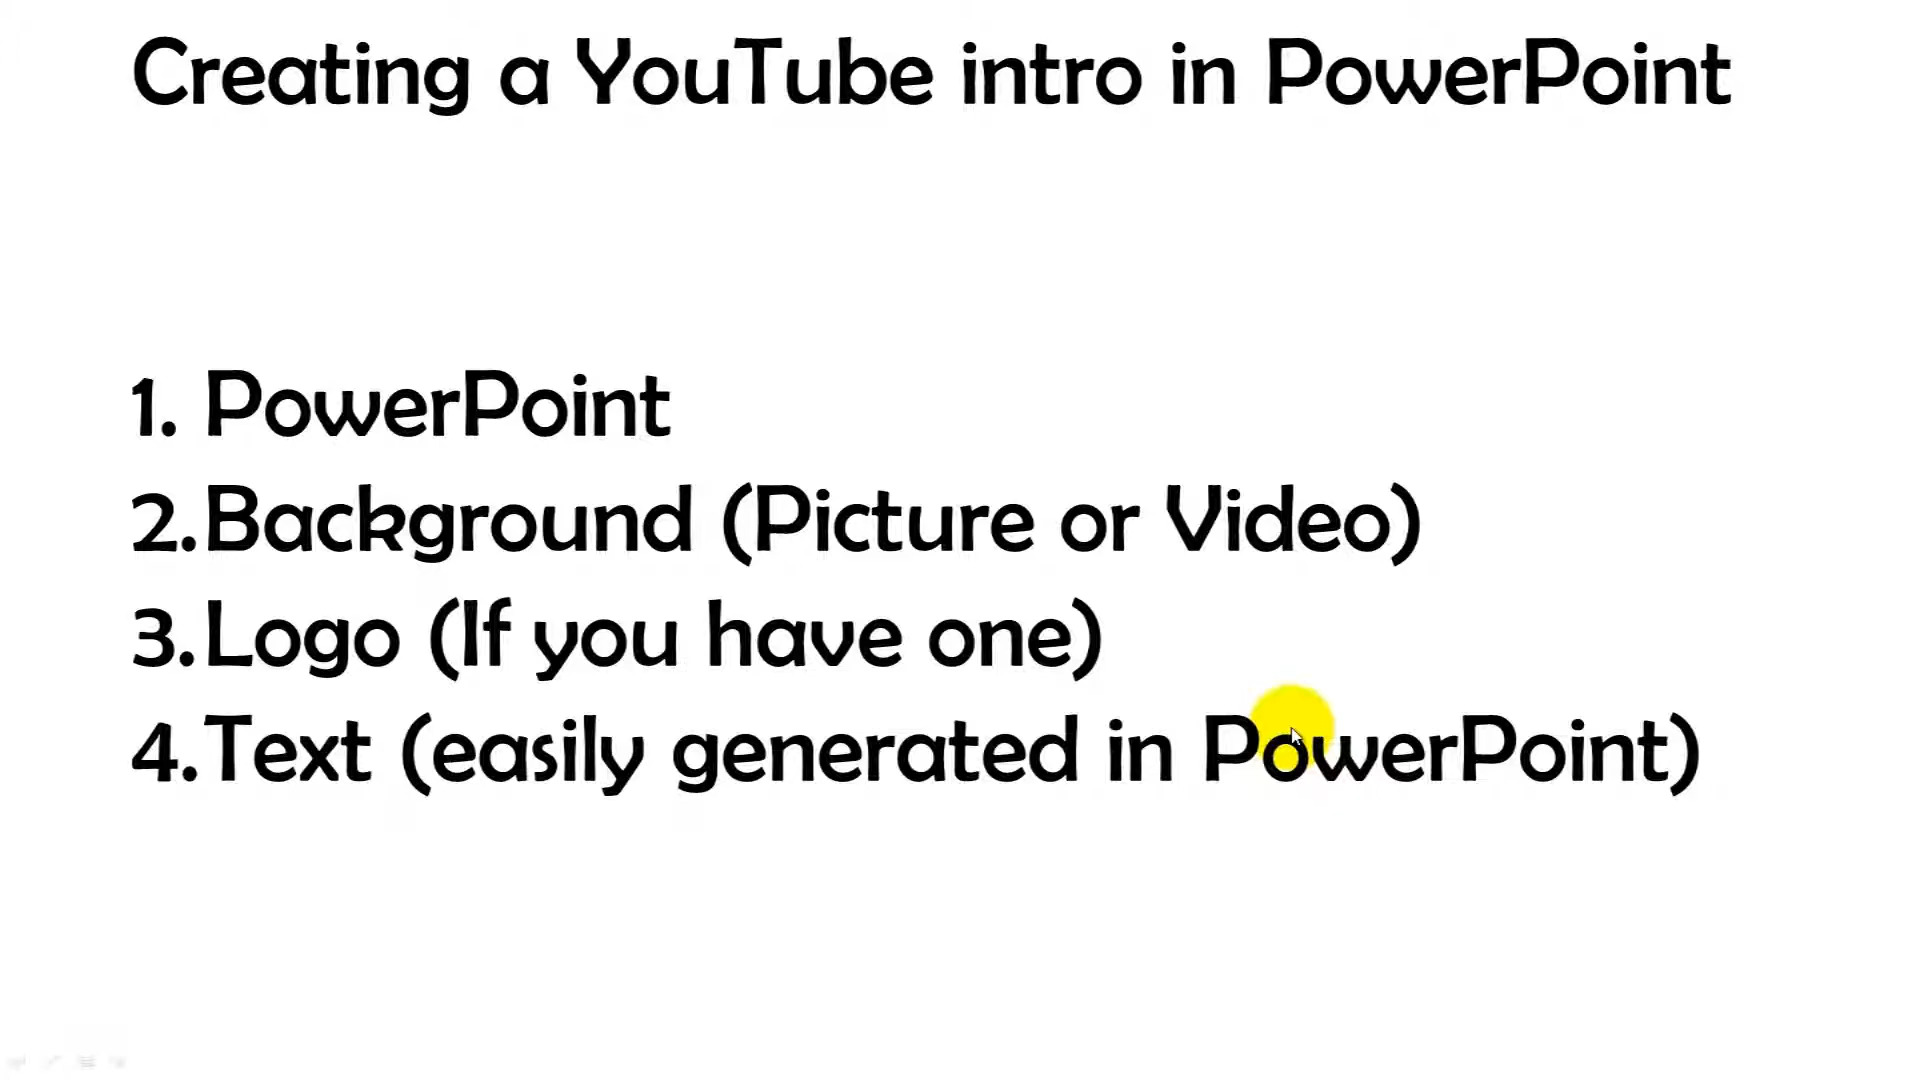 Creating a YouTube intro in PowerPoint
1. PowerPoint
2. Background (Picture or Video)
3. Logo (If you have one)
4. Text (easily generated in PowerPoint)